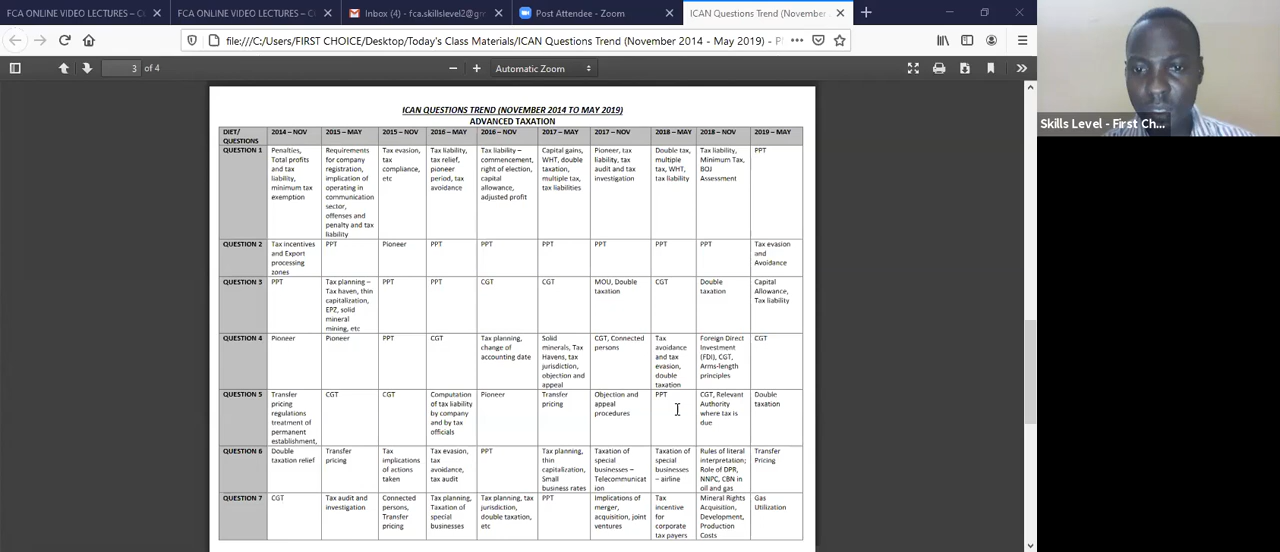 FCA ONLINE VIDEO LECTURES – C
FCA ONLINE VIDEO LECTURES – C
Inbox (4) - fca.skillslevel2@g
Post Attendee - Zoom
ICAN Questions Trend (November
file:///C:/Users/FIRST CHOICE/Desktop/Today's Class Materials/ICAN Questions Trend (November 2014 - May 2019) -
3 of 4
Automatic Zoom
Skills Level - First Ch...
ICAN QUESTIONS TREND (NOVEMBER 2014 TO MAY 2019)
ADVANCED TAXATION
DIET/ QUESTIONS 2014 – NOV 2015 – MAY 2015 – NOV 2016 – MAY 2016 – NOV 2017 – MAY 2017 – NOV 2018 – MAY 2018 – NOV 2019 – MAY
QUESTION 1
Penalties,
Total profits
and tax
liability,
minimum tax
exemption
Requirements
for company
registration,
implication of
operating in
communication
sector,
offenses and
penalty and tax
liability
Tax evasion,
tax
compliance,
etc
Tax liability,
tax relief,
pioneer
period, tax
avoidance
Tax liability –
commencement,
right of election,
capital
allowance,
adjusted profit
Capital gains,
WHT, double
taxation,
multiple tax,
tax liabilities
Pioneer, tax
liability, tax
audit and tax
investigation
Double tax,
multiple
tax, WHT,
tax liability
Tax liability,
Minimum Tax,
BOJ
Assessment
PPT
QUESTION 2
Tax incentives
and Export
processing
zones
PPT
Pioneer
PPT
PPT
PPT
PPT
PPT
PPT
Tax evasion
and
Avoidance
QUESTION 3
PPT
Tax planning –
Tax haven, thin
capitalization,
EPZ, solid
mineral
mining, etc
PPT
PPT
CGT
CGT
MOU, Double
taxation
CGT
Double
taxation
Capital
Allowance,
Tax liability
QUESTION 4
Pioneer
Pioneer
PPT
CGT
Tax planning,
change of
accounting date
Solid
minerals, Tax
Havens, tax
jurisdiction,
objection and
appeal
CGT, Connected
persons
Tax
avoidance
and tax
evasion,
double
taxation
Foreign Direct
Investment
(FDI), CGT,
Arms-length
principles
CGT
QUESTION 5
Transfer
pricing
regulations
treatment of
permanent
establishment,
CGT
CGT
Computation
of tax liability
by company
and by tax
officials
Pioneer
Transfer
pricing
Objection and
appeal
procedures
PPT
CGT, Relevant
Authority
where tax is
due
Double
taxation
QUESTION 6
Double
taxation relief
Transfer
pricing
Tax
implications
of actions
taken
Tax evasion,
tax
avoidance,
tax audit
PPT
Tax planning,
thin
capitalization,
Small
business rates
Taxation of
special
businesses –
Telecommunicat
ion
Taxation of
special
businesses
– airline
Rules of literal
interpretation;
Role of DPR,
NNPC, CBN in
oil and gas
Transfer
Pricing
QUESTION 7
CGT
Tax audit and
investigation
Connected
persons,
Transfer
pricing
Tax planning,
Taxation of
special
businesses
Tax planning, tax
jurisdiction,
double taxation,
etc
PPT
Implications of
merger,
acquisition, joint
ventures
Tax
incentive
for
corporate
tax payers
Mineral Rights
Acquisition,
Development,
Production
Costs
Gas
Utilization